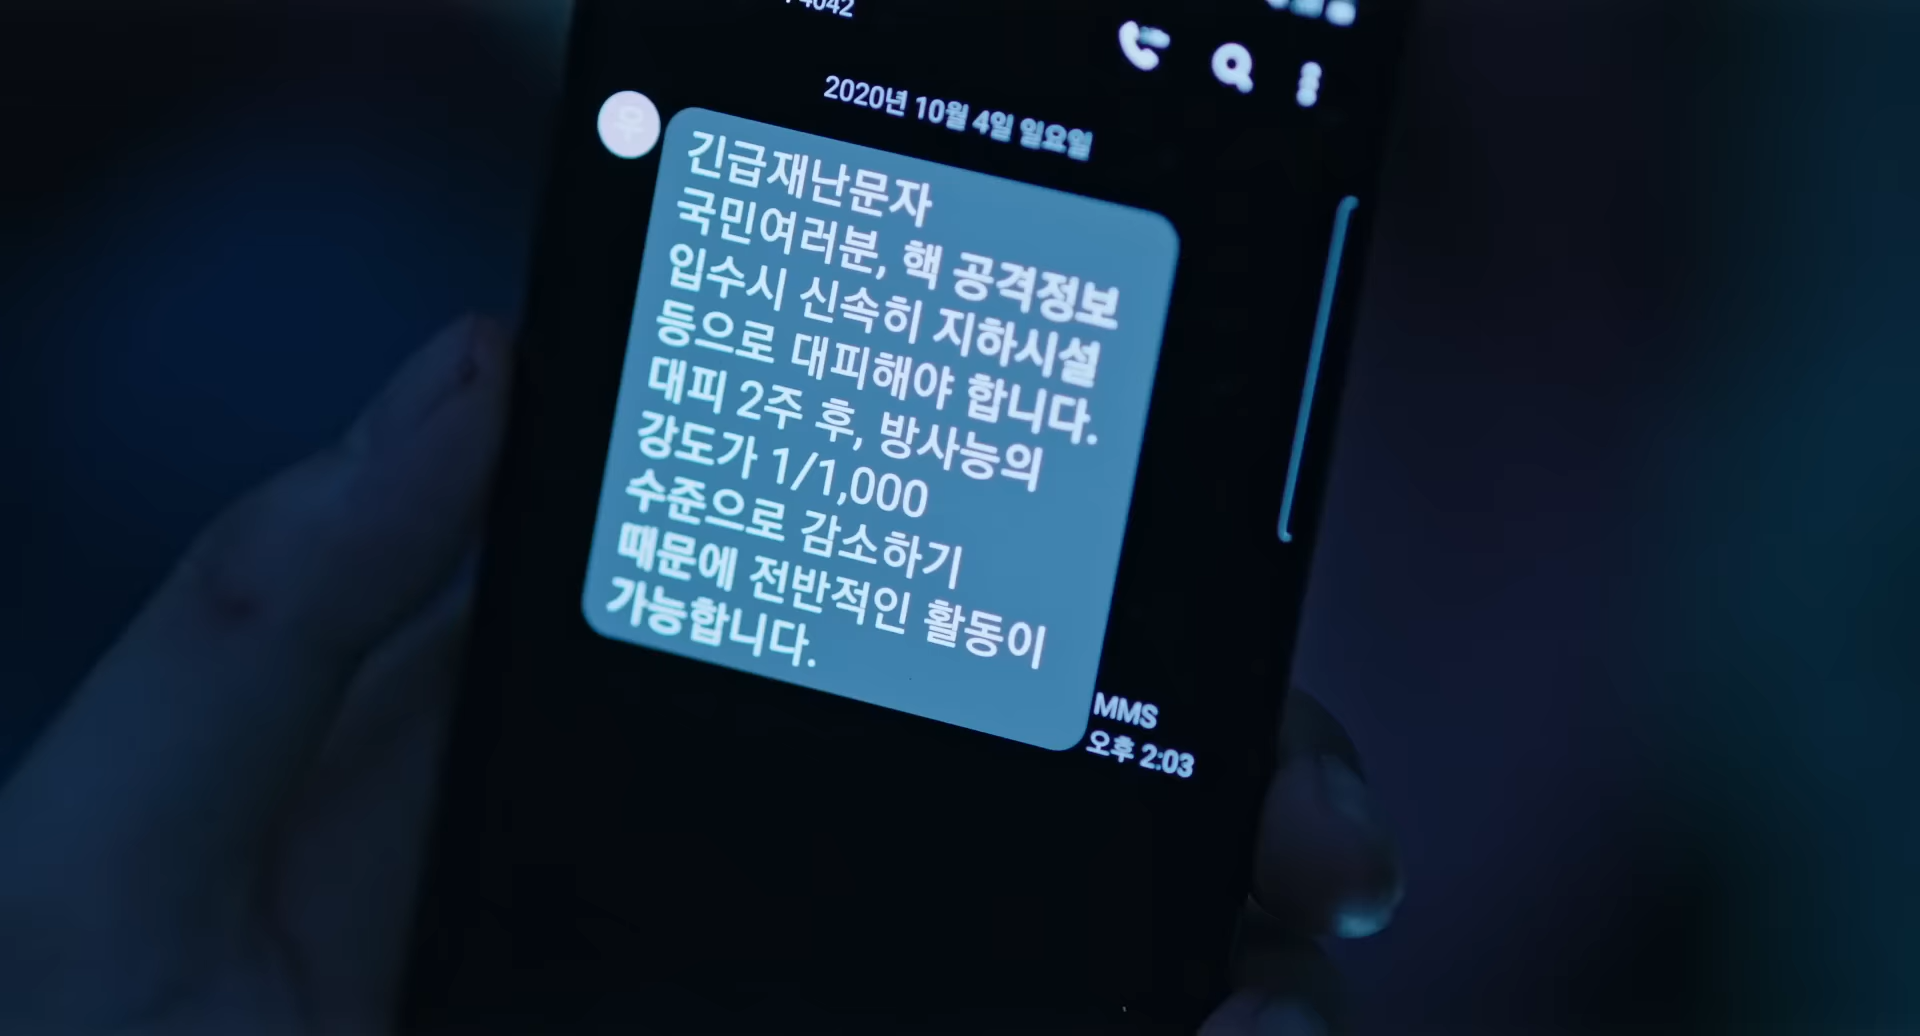 4042
2020년 10월 4일 일요일
우
긴급재난문자
국민여러분, 핵 공격정보
입수시 신속히 지하시설
등으로 대피해야 합니다.
대피 2주 후, 방사능의
강도가 1/1,000
수준으로 감소하기
때문에 전반적인 활동이
가능합니다.
MMS
오후 2:03